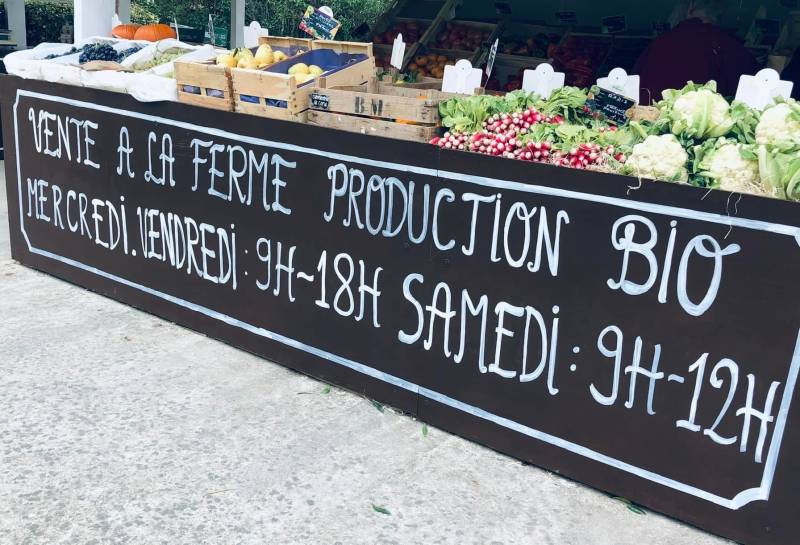 VENTE A LA FERME PRODUCTION BIO
MERCREDI. VENDREDI : 9H-18H SAMEDI : 9H-12H